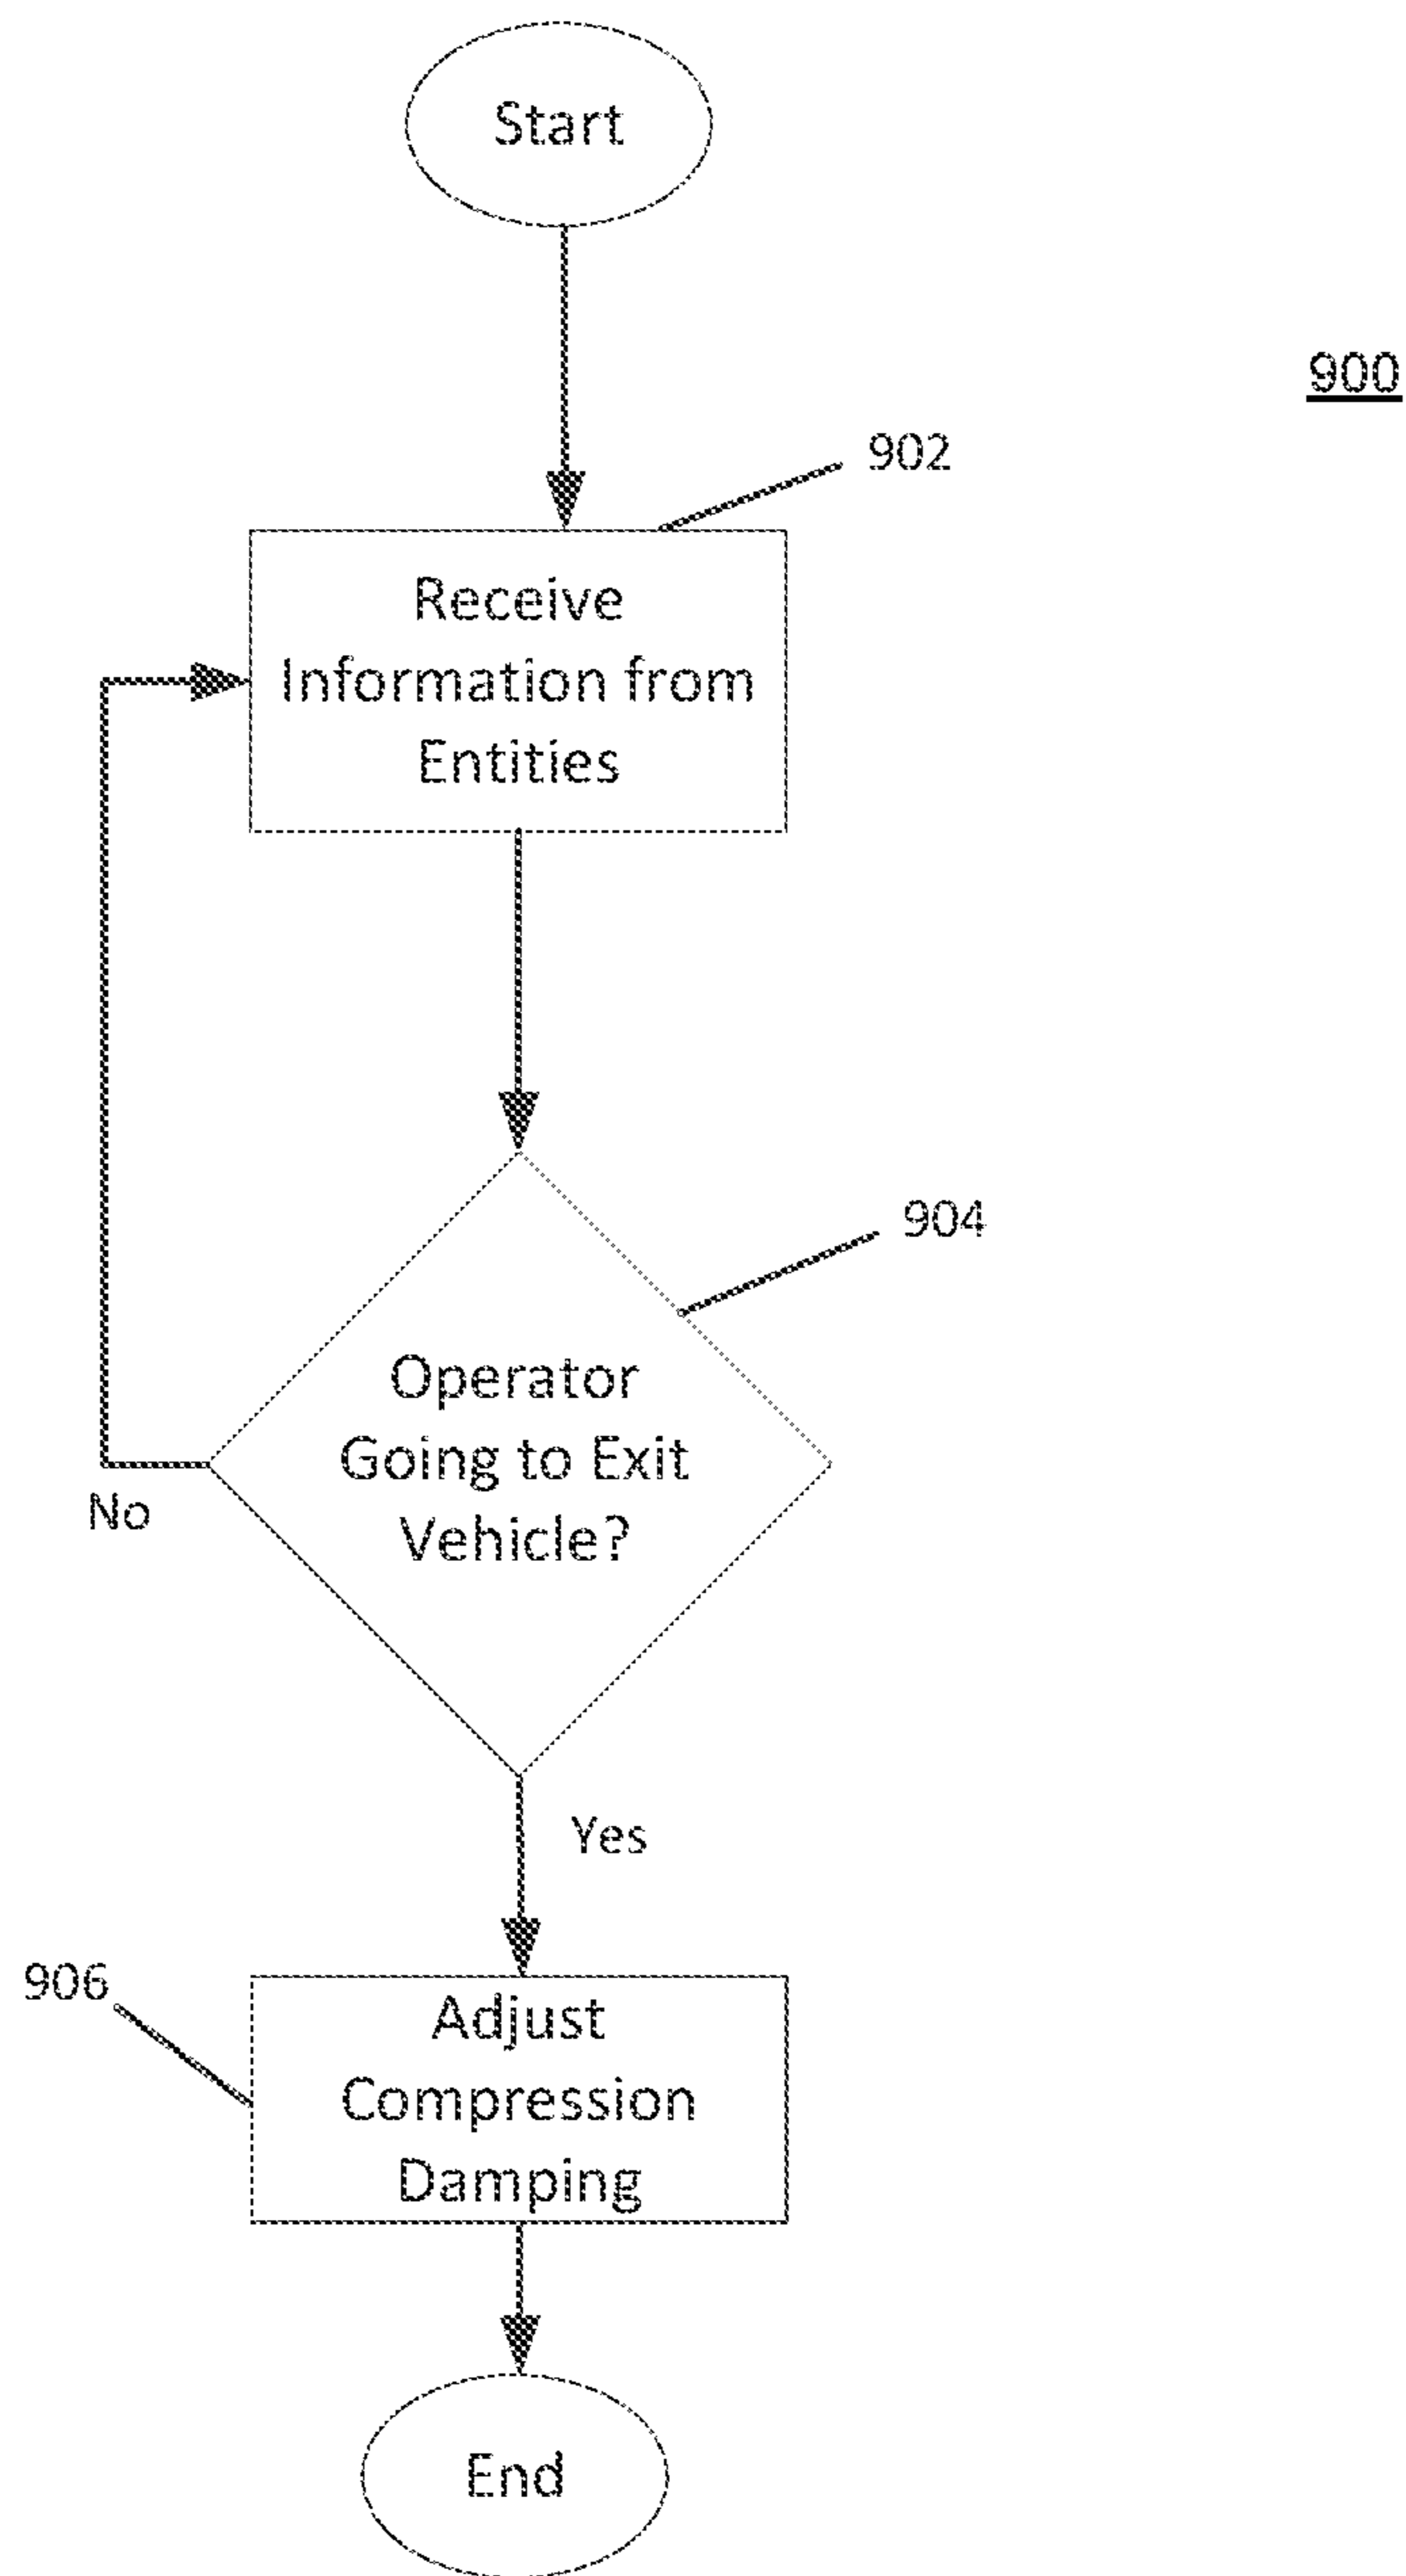 Start
900
902
Receive
Information from
Entities
904
Operator
Going to Exit
Vehicle?
No
Yes
906
Adjust
Compression
Damping
End